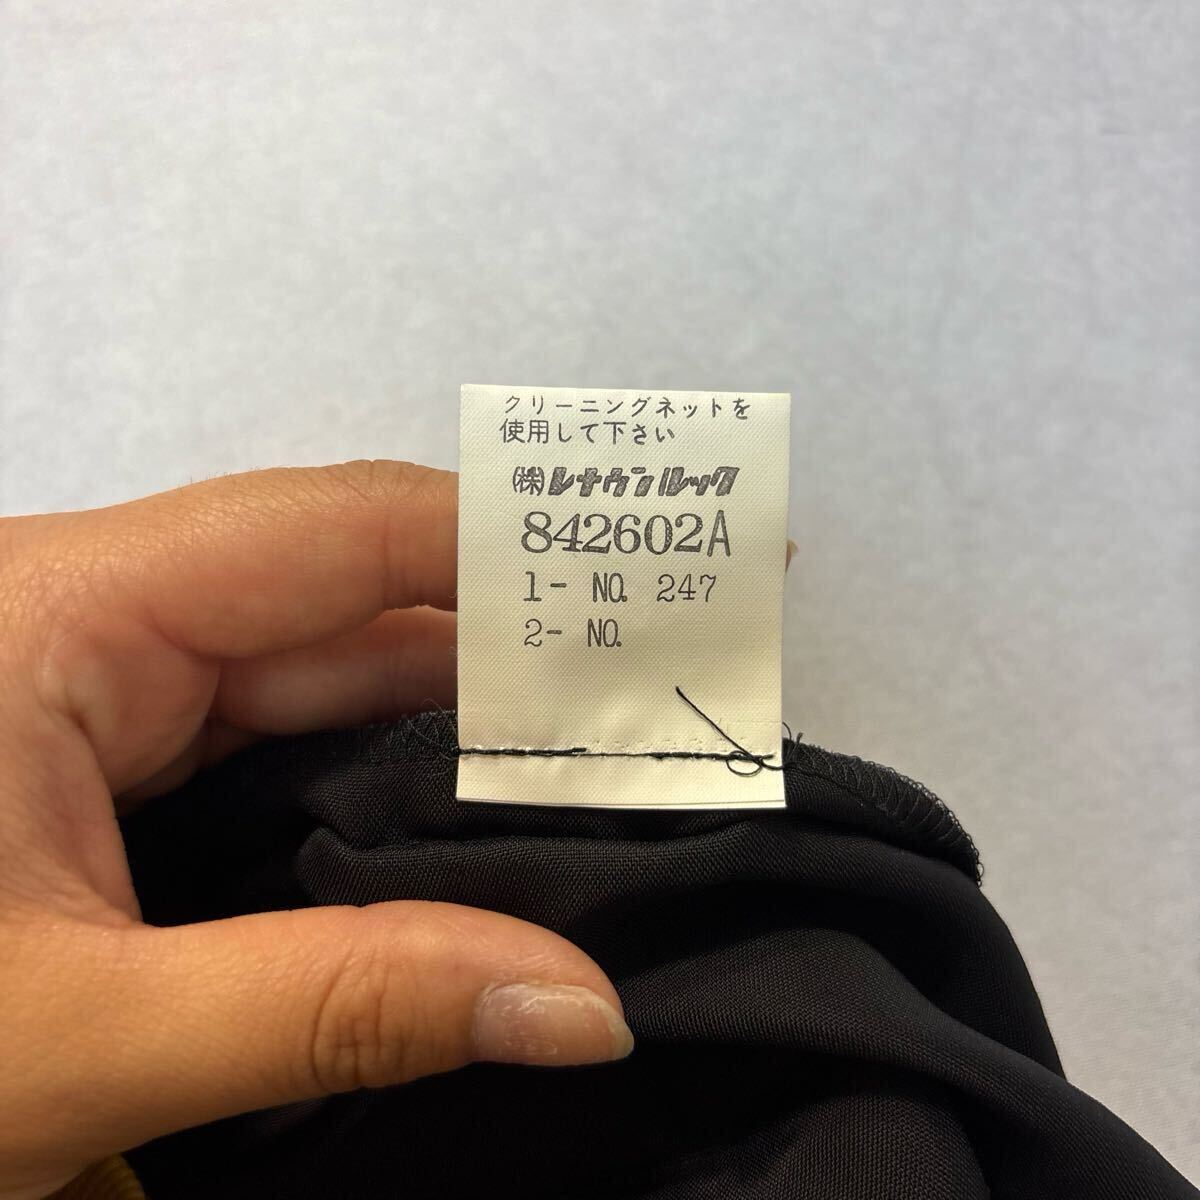 クリーニングネットを
使用して下さい
㈱レナウンルック
842602A
1- NO. 247
2- NO.